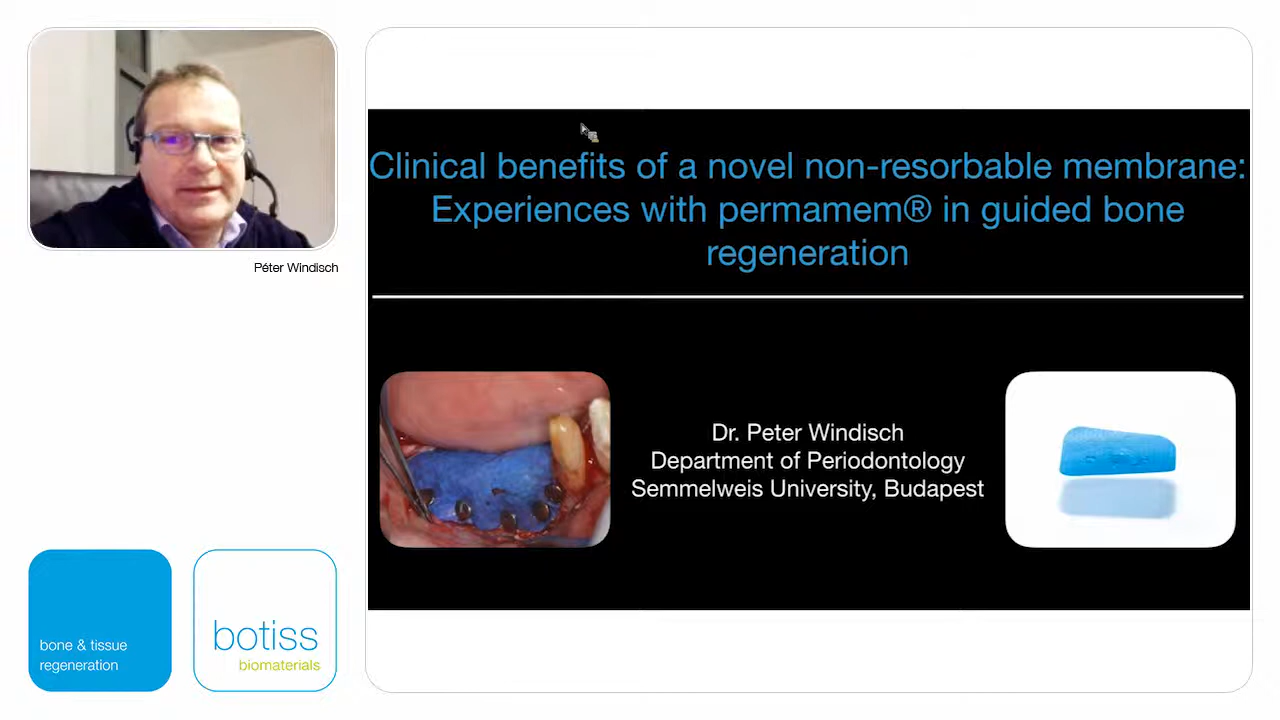 Péter Windisch
bone & tissue
regeneration
botiss
biomaterials
Clinical benefits of a novel non-resorbable membrane:
Experiences with permamem® in guided bone
regeneration
Dr. Peter Windisch
Department of Periodontology
Semmelweis University, Budapest